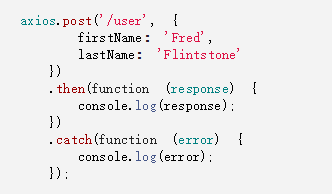 axios.post('/user', {
    firstName: 'Fred',
    lastName: 'Flintstone'
})
.then(function (response) {
    console.log(response);
})
.catch(function (error) {
    console.log(error);
});